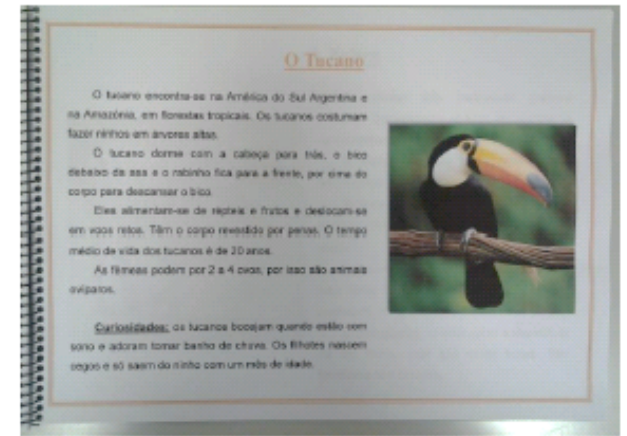 O Tucano
O tucano encontra-se na América do Sul Argentina e
na Amazónia, em florestas tropicais. Os tucanos costumam
fazer ninhos em árvores altas.
O tucano dorme com a cabeça para trás, o bico
debaixo da asa e o rabinho fica para a frente, por cima do
corpo para descansar o bico.
Eles alimentam-se de répteis e frutos e deslocam-se
em voos retos. Têm o corpo revestido por penas. O tempo
médio de vida dos tucanos é de 20 anos.
As fêmeas podem por 2 a 4 ovos, por isso são animais
ovíparos.
Curiosidades: os tucanos bocejam quando estão com
sono e adoram tomar banho de chuva. Os filhotes nascem
cegos e só saem do ninho com um mês de idade.